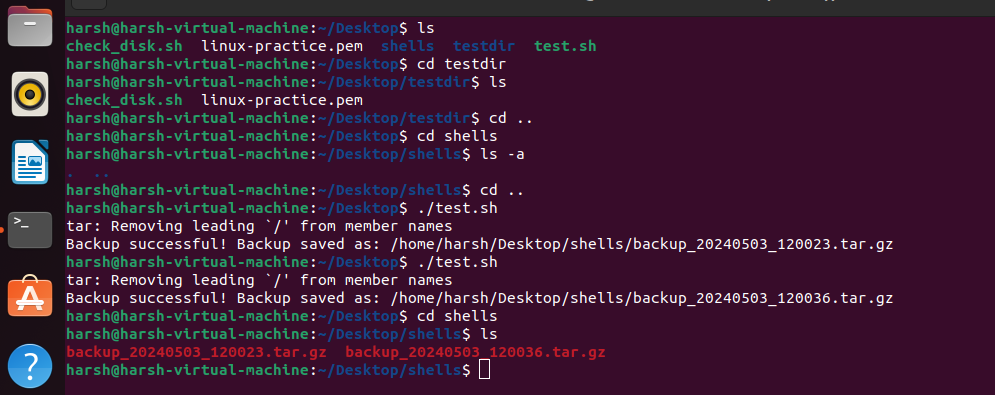 harsh@harsh-virtual-machine:~/Desktop$ ls
check_disk.sh  linux-practice.pem  shells  testdir  test.sh
harsh@harsh-virtual-machine:~/Desktop$ cd testdir
harsh@harsh-virtual-machine:~/Desktop/testdir$ ls
check_disk.sh  linux-practice.pem
harsh@harsh-virtual-machine:~/Desktop/testdir$ cd ..
harsh@harsh-virtual-machine:~/Desktop$ cd shells
harsh@harsh-virtual-machine:~/Desktop/shells$ ls -a
.  ..
harsh@harsh-virtual-machine:~/Desktop/shells$ cd ..
harsh@harsh-virtual-machine:~/Desktop$ ./test.sh
tar: Removing leading `/' from member names
Backup successful! Backup saved as: /home/harsh/Desktop/shells/backup_20240503_120023.tar.gz
harsh@harsh-virtual-machine:~/Desktop$ ./test.sh
tar: Removing leading `/' from member names
Backup successful! Backup saved as: /home/harsh/Desktop/shells/backup_20240503_120036.tar.gz
harsh@harsh-virtual-machine:~/Desktop$ cd shells
harsh@harsh-virtual-machine:~/Desktop/shells$ ls
backup_20240503_120023.tar.gz  backup_20240503_120036.tar.gz
harsh@harsh-virtual-machine:~/Desktop/shells$